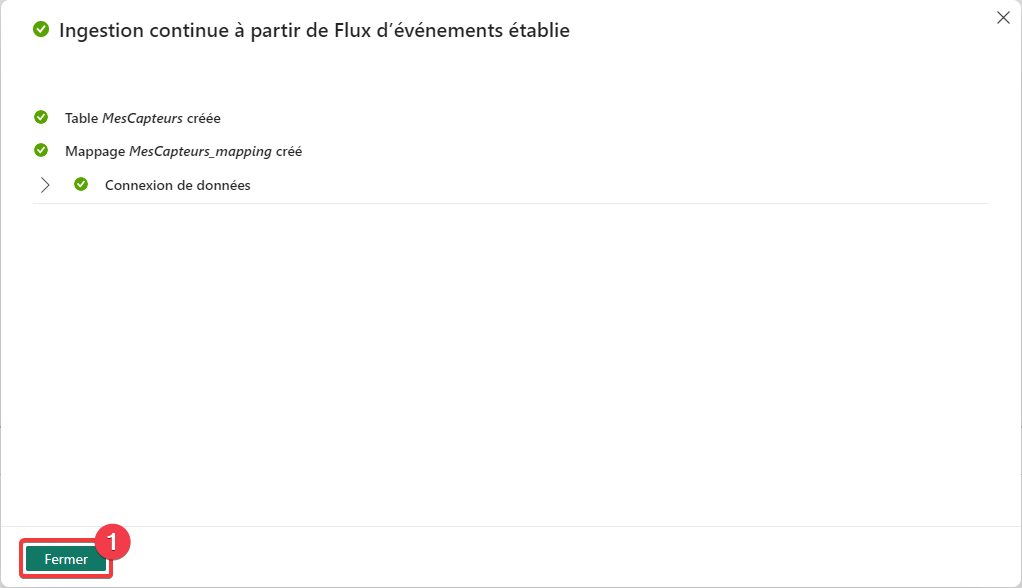 Ingestion continue à partir de Flux d’événements établie
Table MesCapteurs créée
Mappage MesCapteurs_mapping créé
Connexion de données
1
Fermer